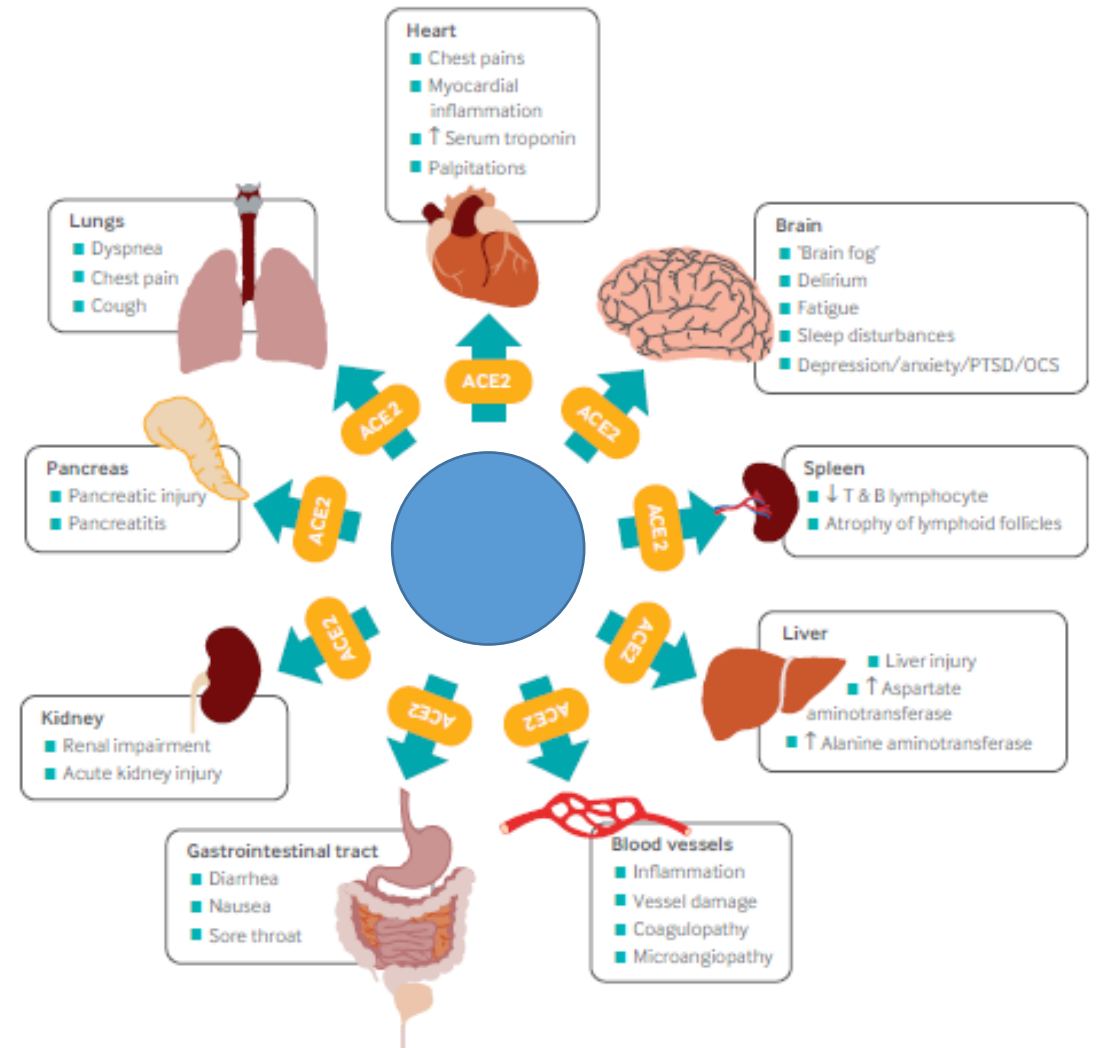 Heart
Chest pains
Myocardial
inflammation
↑ Serum troponin
Palpitations
Lungs
Dyspnea
Chest pain
Cough
Brain
'Brain fog'
Delirium
Fatigue
Sleep disturbances
Depression/anxiety/PTSD/OCS
ACE2
ACE2
ACE2
Pancreas
Pancreatic injury
Pancreatitis
ACE2
ACE2
Spleen
↓ T & B lymphocyte
Atrophy of lymphoid follicles
ACE2
ACE2
Liver
Liver injury
↑ Aspartate
aminotransferase
↑ Alanine aminotransferase
Kidney
Renal impairment
Acute kidney injury
ACE2
ACE2
Gastrointestinal tract
Diarrhea
Nausea
Sore throat
Blood vessels
Inflammation
Vessel damage
Coagulopathy
Microangiopathy